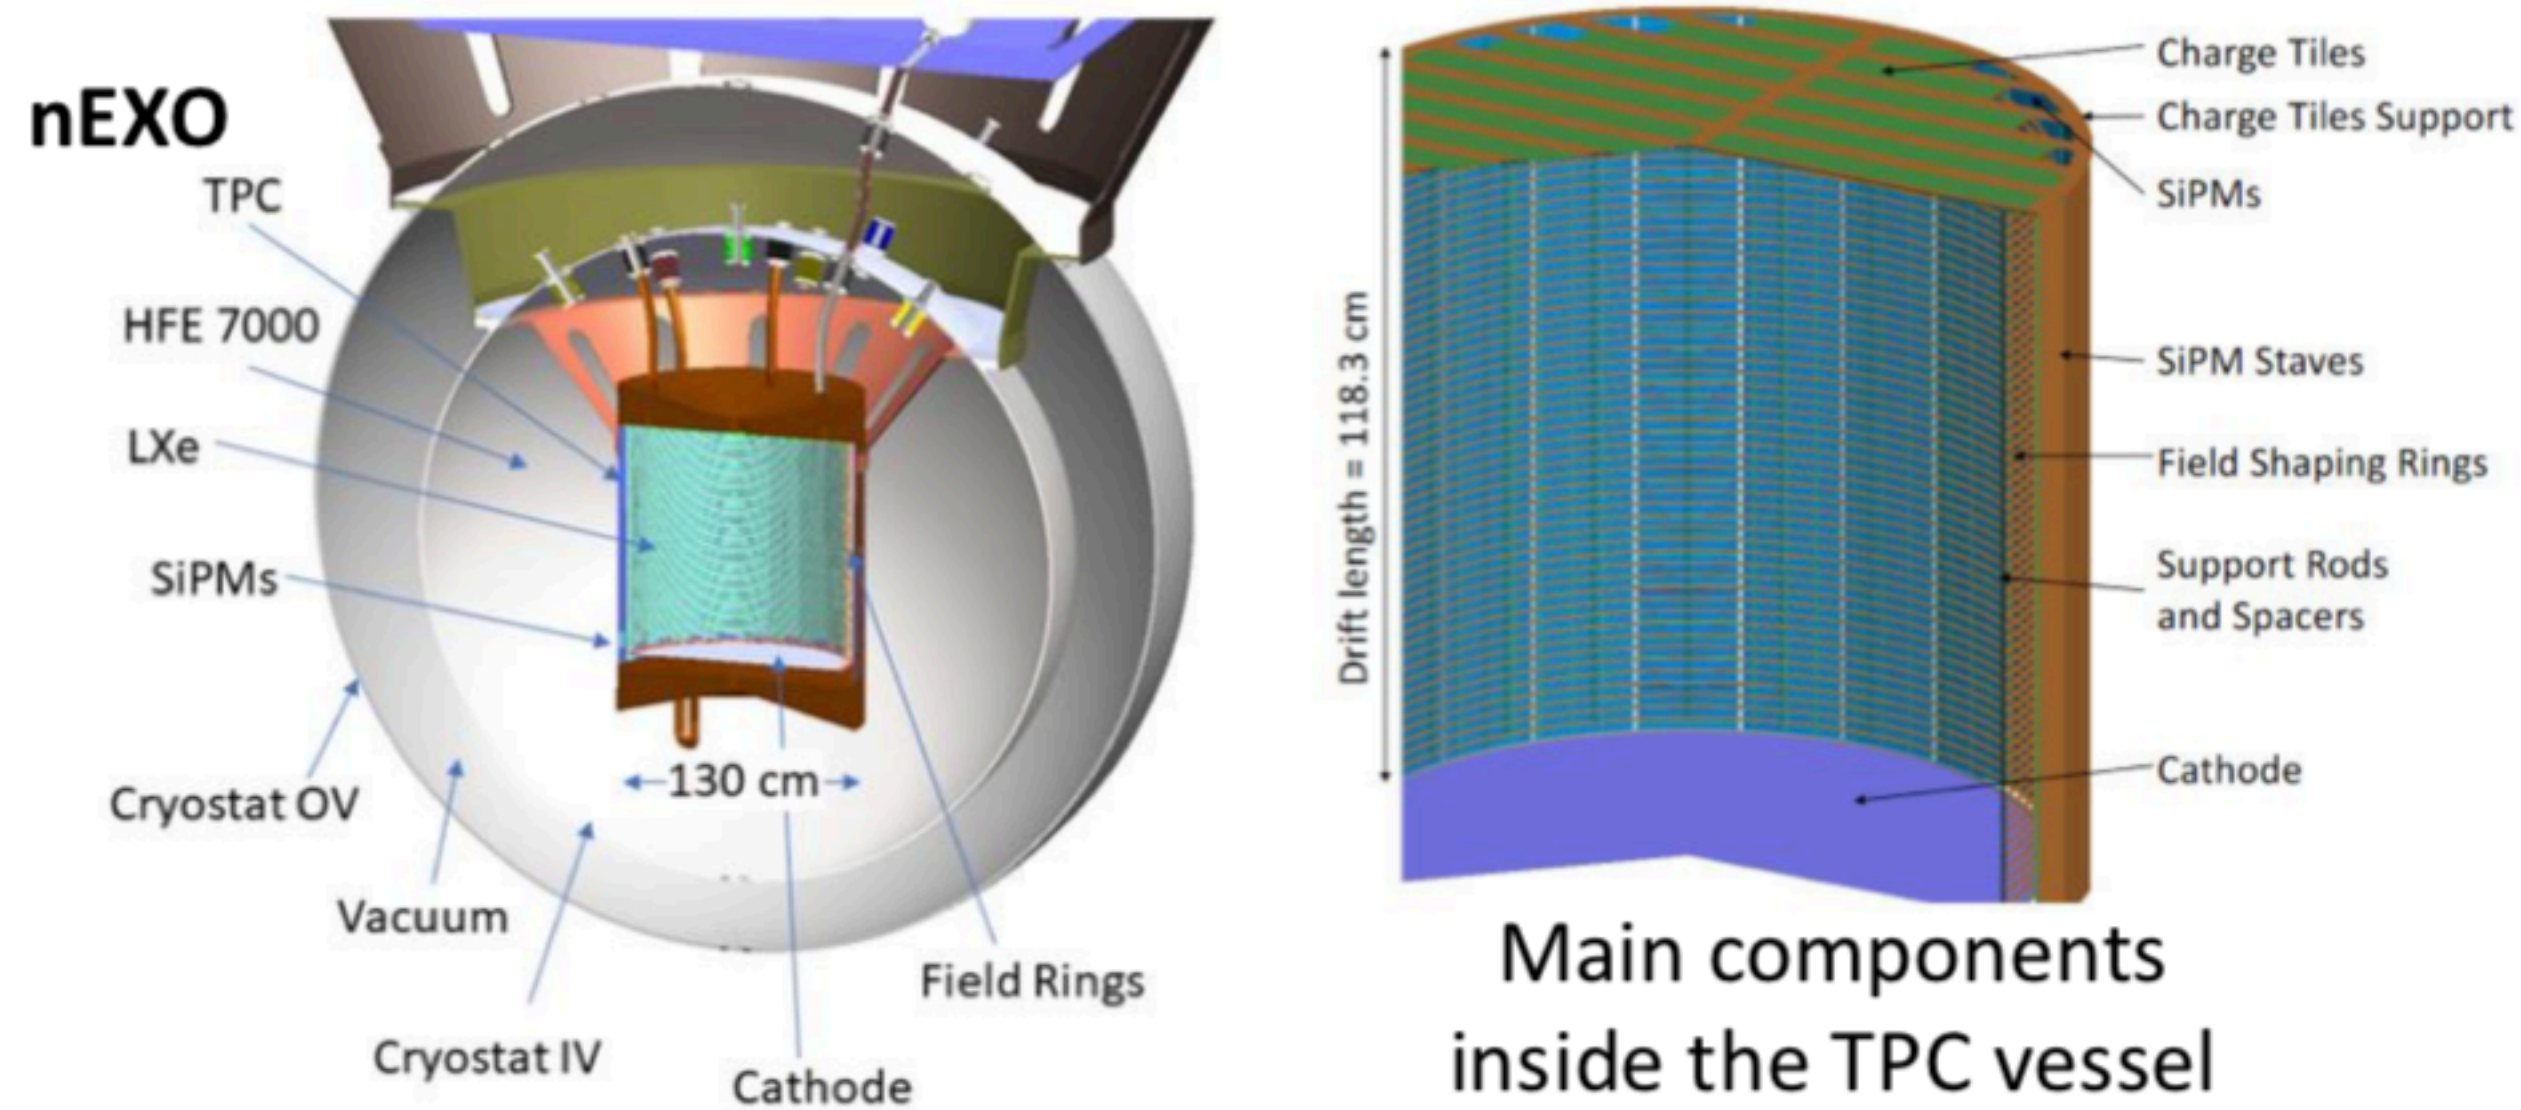 nEXO
TPC
HFE 7000
LXe
SiPMs
Cryostat OV
Vacuum
Cryostat IV
Cathode
Field Rings
130 cm
Drift length = 118.3 cm
Charge Tiles
Charge Tiles Support
SiPMs
SiPM Staves
Field Shaping Rings
Support Rods
and Spacers
Cathode
Main components
inside the TPC vessel